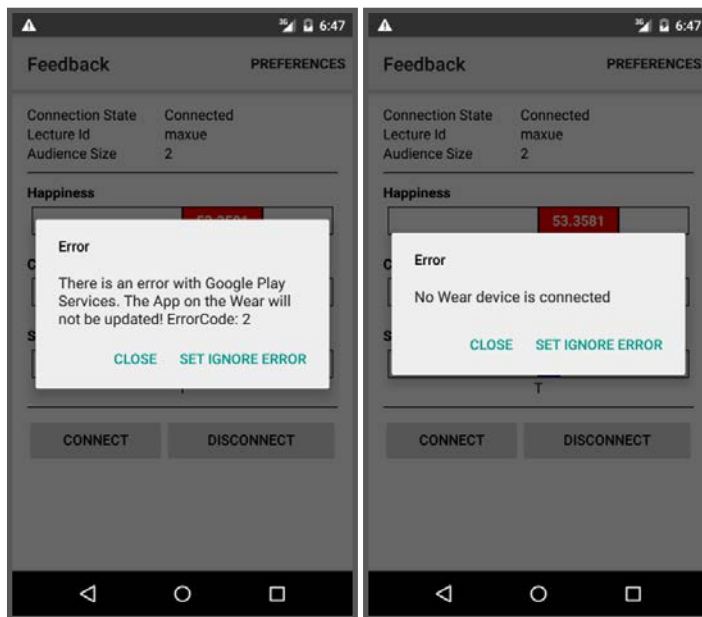 3G 6:47
Feedback PREFERENCES
Connection State Connected
Lecture Id maxue
Audience Size 2
Happiness
Error
There is an error with Google Play
Services. The App on the Wear will
not be updated! ErrorCode: 2
CLOSE SET IGNORE ERROR
CONNECT DISCONNECT
3G 6:47
Feedback PREFERENCES
Connection State Connected
Lecture Id maxue
Audience Size 2
Happiness
53.3581
Error
No Wear device is connected
CLOSE SET IGNORE ERROR
T
CONNECT DISCONNECT